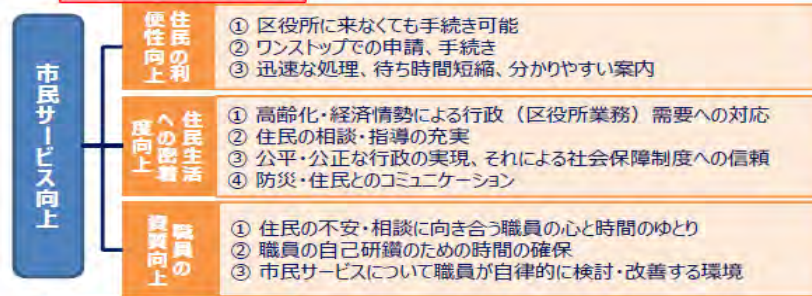 市民サービス向上
住民の利
便性向上
① 区役所に来なくても手続き可能
② ワンストップでの申請、手続き
③ 迅速な処理、待ち時間短縮、分かりやすい案内
住民生活
への密着
度向上
① 高齢化・経済情勢による行政（区役所業務）需要への対応
② 住民の相談・指導の充実
③ 公平・公正な行政の実現、それによる社会保障制度への信頼
④ 防災・住民とのコミュニケーション
職員の
資質向上
① 住民の不安・相談に向き合う職員の心と時間のゆとり
② 職員の自己研鑽のための時間の確保
③ 市民サービスについて職員が自律的に検討・改善する環境